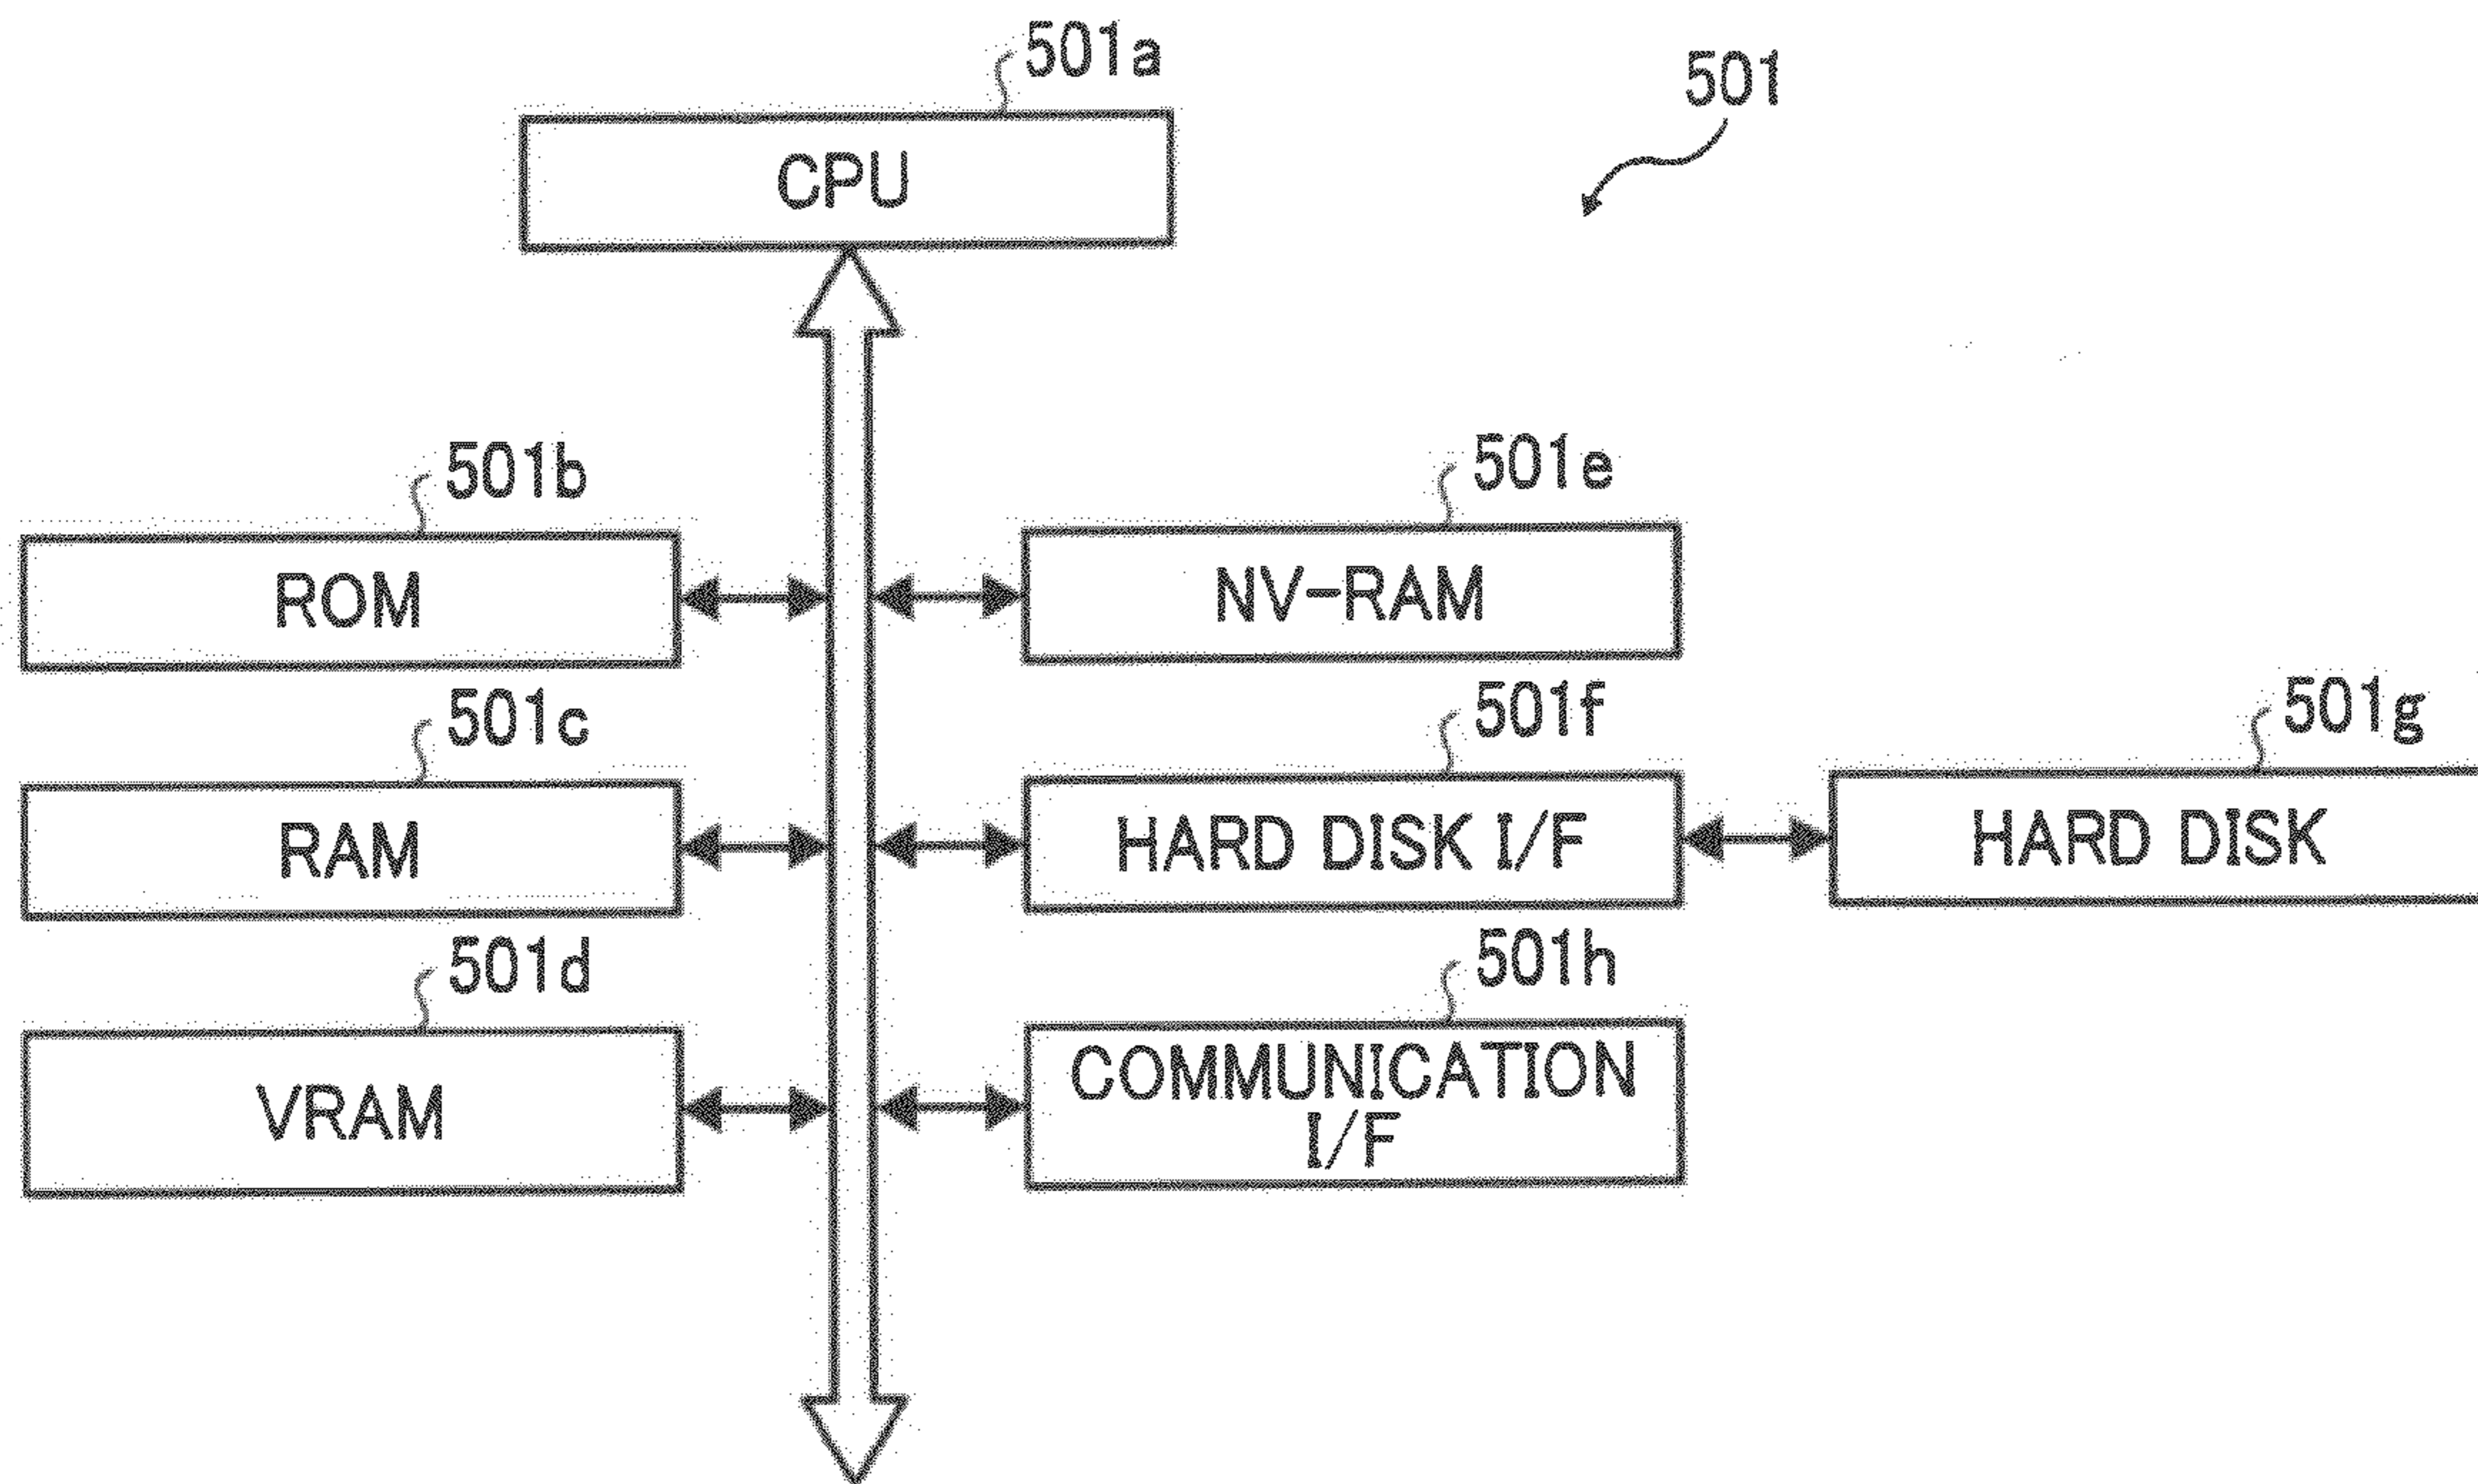 501a
501
CPU
501b
501e
ROM
NV-RAM
501c
501f
501g
RAM
HARD DISK I/F
HARD DISK
501d
501h
VRAM
COMMUNICATION
I/F